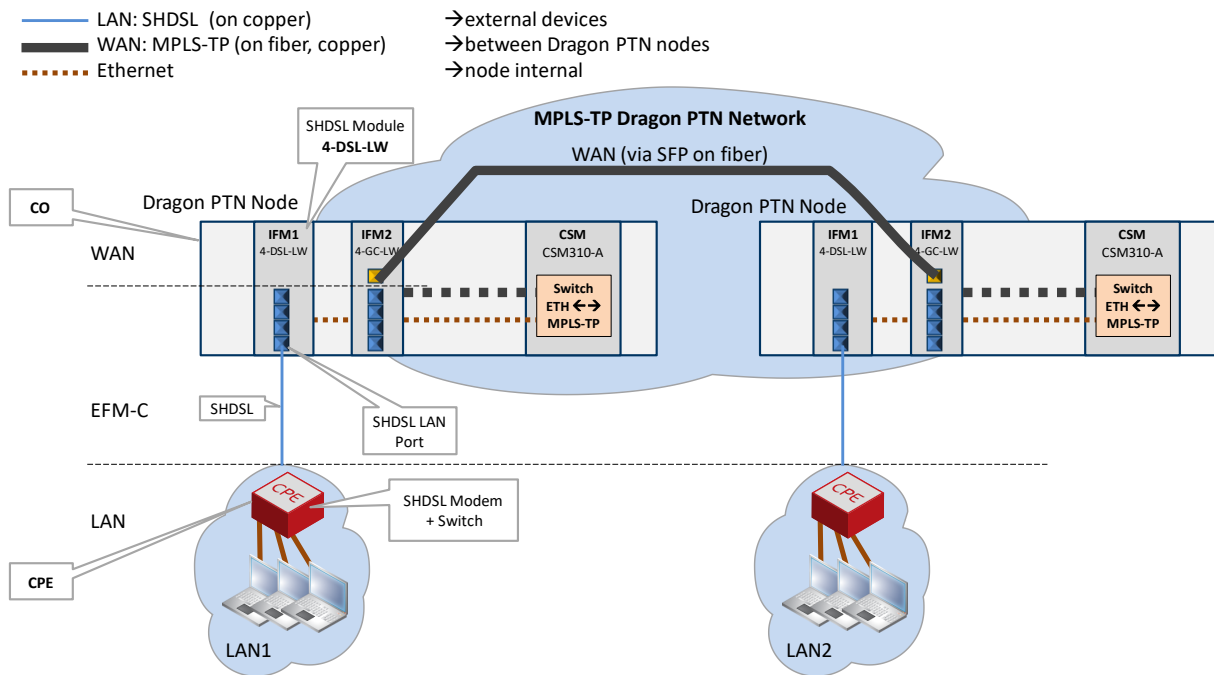 LAN: SHDSL (on copper) →external devices
WAN: MPLS-TP (on fiber, copper) →between Dragon PTN nodes
Ethernet →node internal
SHDSL Module
4-DSL-LW
MPLS-TP Dragon PTN Network
WAN (via SFP on fiber)
CO
Dragon PTN Node
Dragon PTN Node
WAN
IFM1
4-DSL-LW
IFM2
4-GC-LW
CSM
CSM310-A
Switch
ETH ←→
MPLS-TP
IFM1
4-DSL-LW
IFM2
4-GC-LW
CSM
CSM310-A
Switch
ETH ←→
MPLS-TP
EFM-C
SHDSL
SHDSL LAN
Port
LAN
CPE
SHDSL Modem
+ Switch
CPE
CPE
LAN1
LAN2